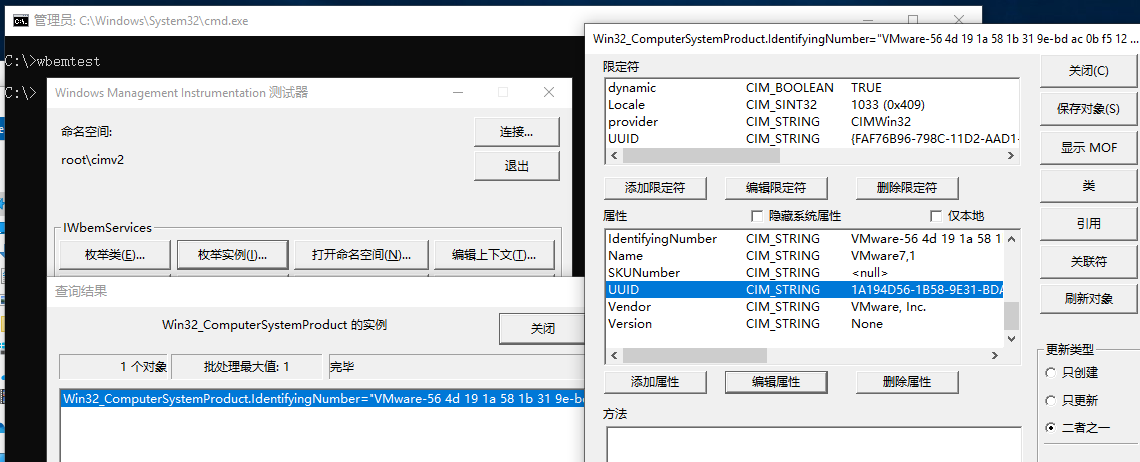 管理员: C:\Windows\System32\cmd.exe
C:\>wbemtest
C:\>
Windows Management Instrumentation 测试器
命名空间:
连接...
root\cimv2
退出
IWbemServices
枚举类(E)...
枚举实例(I)...
打开命名空间(N)...
编辑上下文(T)...
查询结果
Win32_ComputerSystemProduct 的实例
关闭
1 个对象
批处理最大值: 1
完毕
Win32_ComputerSystemProduct.IdentifyingNumber="VMware-56 4d 19 1a 58 1b 31 9e-bd
Win32_ComputerSystemProduct.IdentifyingNumber="VMware-56 4d 19 1a 58 1b 31 9e-bd ac 0b f5 12 ...
限定符
dynamic CIM_BOOLEAN TRUE
Locale CIM_SINT32 1033 (0x409)
provider CIM_STRING CIMWin32
UUID CIM_STRING {FAF76B96-798C-11D2-AAD1-
添加限定符
编辑限定符
删除限定符
属性
隐藏系统属性
仅本地
IdentifyingNumber CIM_STRING VMware-56 4d 19 1a 58 1
Name CIM_STRING VMware7,1
SKUNumber CIM_STRING <null>
UUID CIM_STRING 1A194D56-1B58-9E31-BDA
Vendor CIM_STRING VMware, Inc.
Version CIM_STRING None
添加属性
编辑属性
删除属性
方法
关闭(C)
保存对象(S)
显示 MOF
类
引用
关联符
刷新对象
更新类型
只创建
只更新
二者之一